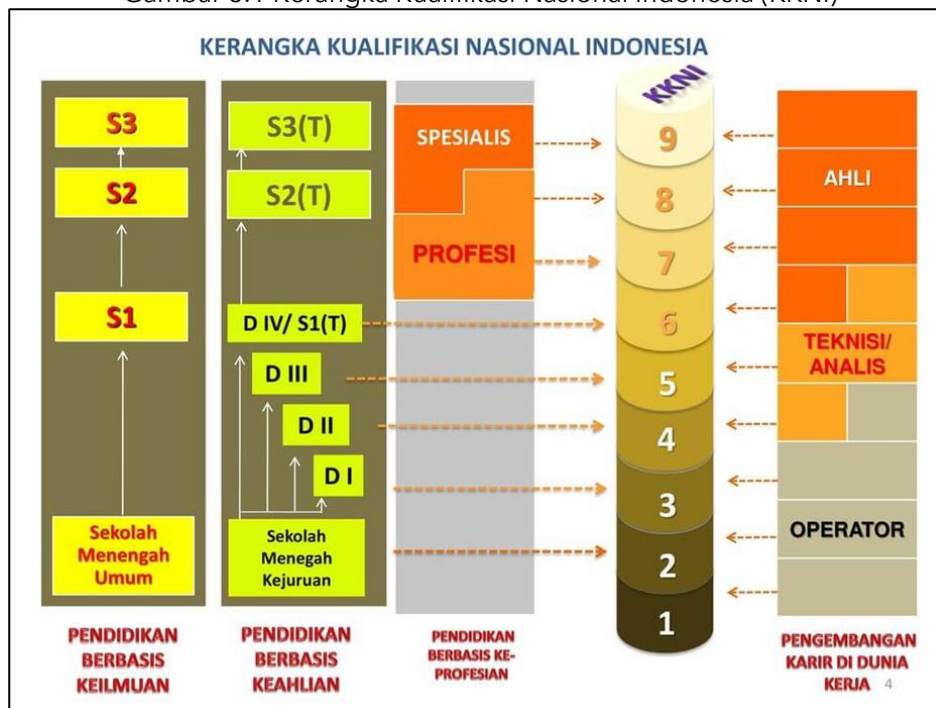 KERANGKA KUALIFIKASI NASIONAL INDONESIA
S3
S2
S1
Sekolah
Menengah
Umum
PENDIDIKAN
BERBASIS
KEILMUAN
S3(T)
S2(T)
D IV/ S1(T)
D III
D II
D I
Sekolah
Menegah
Kejuruan
PENDIDIKAN
BERBASIS
KEAHLIAN
SPESIALIS
PROFESI
PENDIDIKAN
BERBASIS KE-
PROFESIAN
KKNI
9
8
7
6
5
4
3
2
1
AHLI
TEKNISI/
ANALIS
OPERATOR
PENGEMBANGAN
KARIR DI DUNIA
KERJA
4